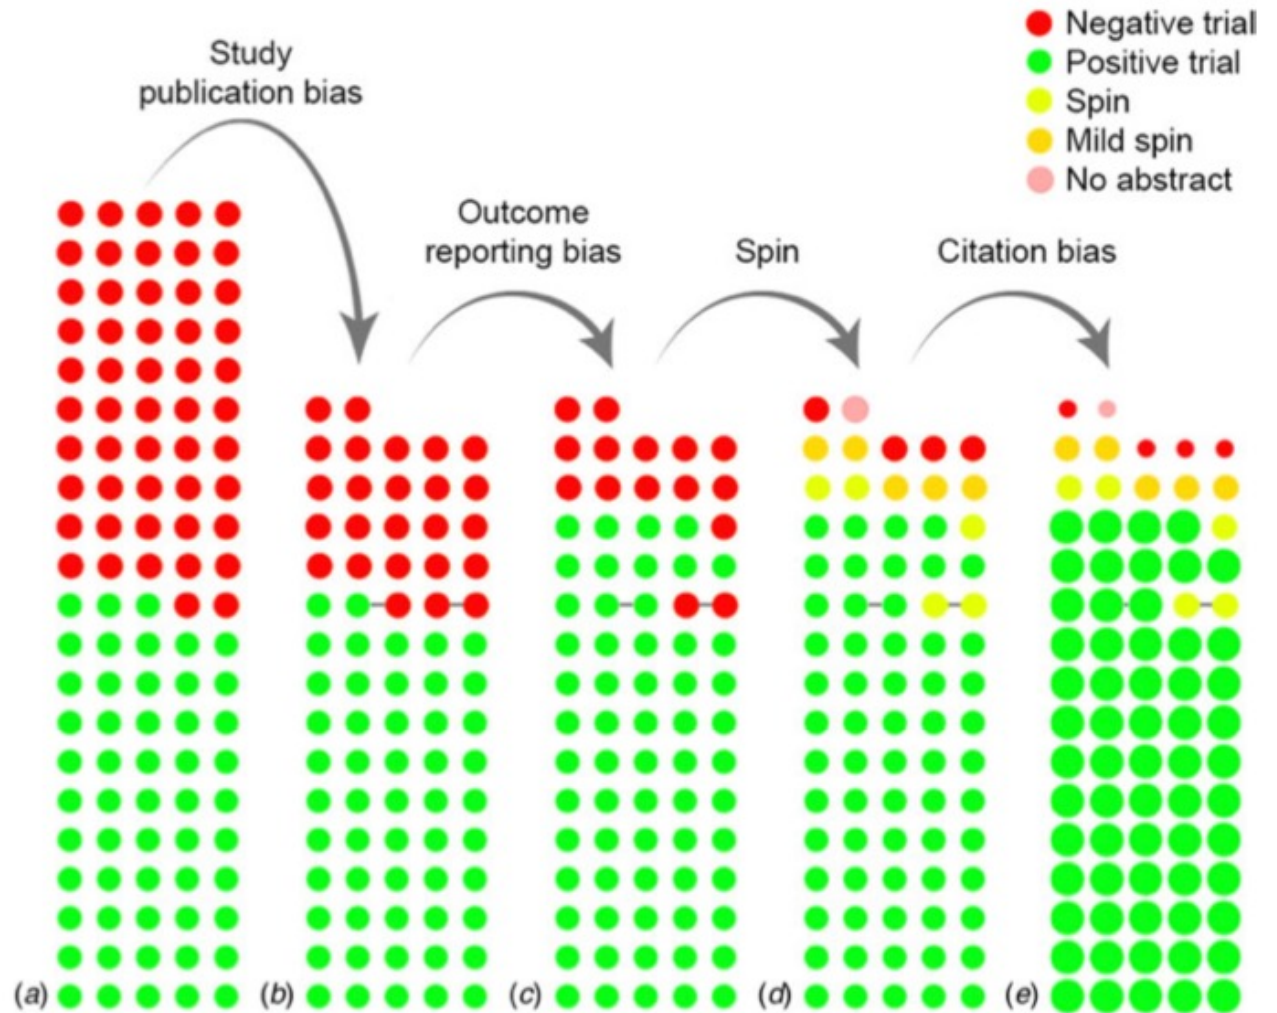 Negative trial
Positive trial
Spin
Mild spin
No abstract
Study
publication bias
Outcome
reporting bias
Spin
Citation bias
(a)
(b)
(c)
(d)
(e)